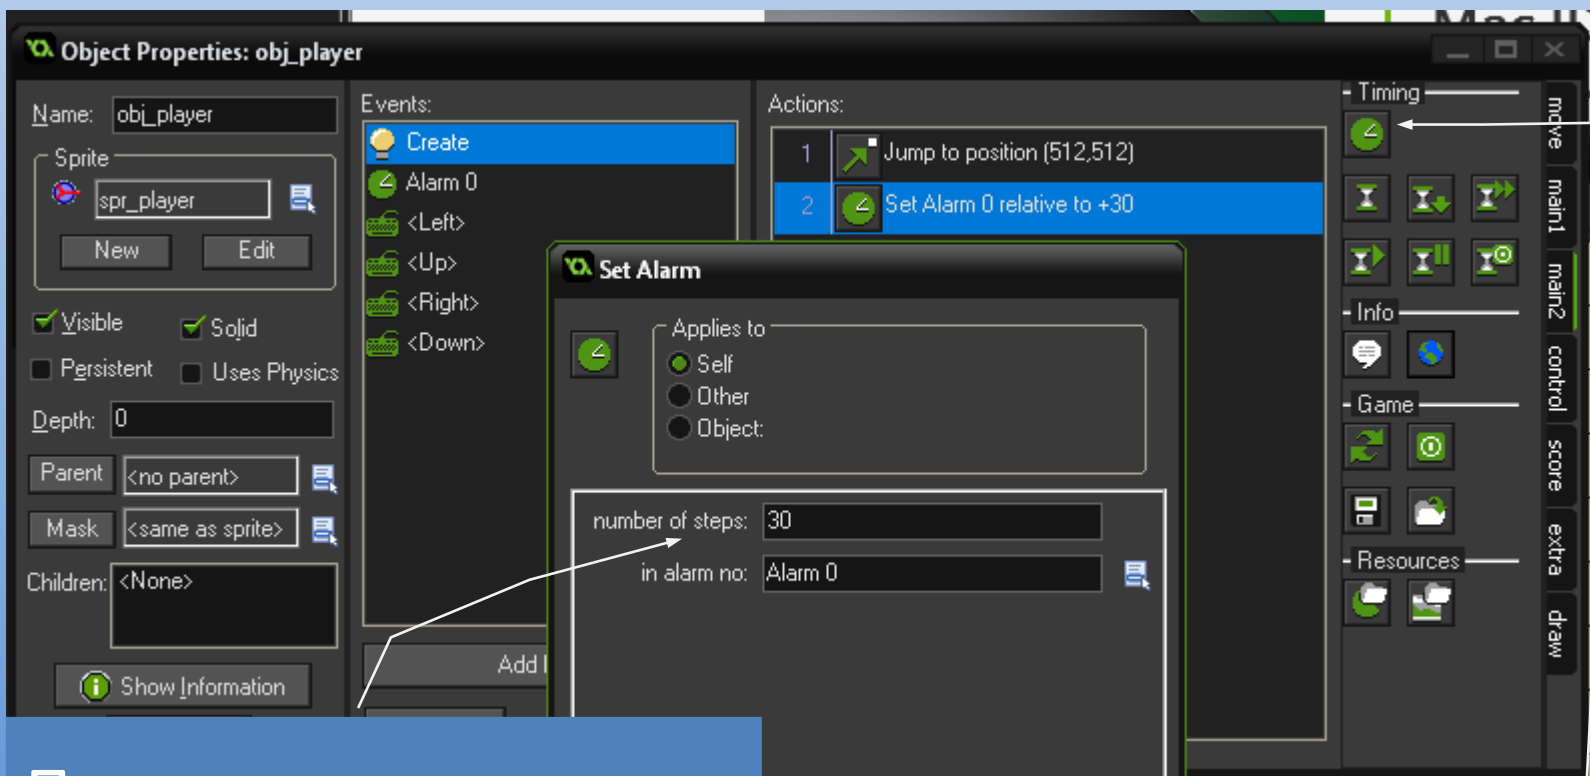 Object Properties: obj_player
Name: obj_player
Sprite
spr_player
New Edit
Visible Solid
Persistent Uses Physics
Depth: 0
Parent <no parent>
Mask <same as sprite>
Children: <None>
Show Information
Events:
Create
Alarm 0
<Left>
<Up>
<Right>
<Down>
Add
Actions:
1 Jump to position (512,512)
2 Set Alarm 0 relative to +30
Set Alarm
Applies to
Self
Other
Object:
number of steps: 30
in alarm no: Alarm 0
Timing
Info
Game
Resources
move
main1
main2
control
score
extra
draw